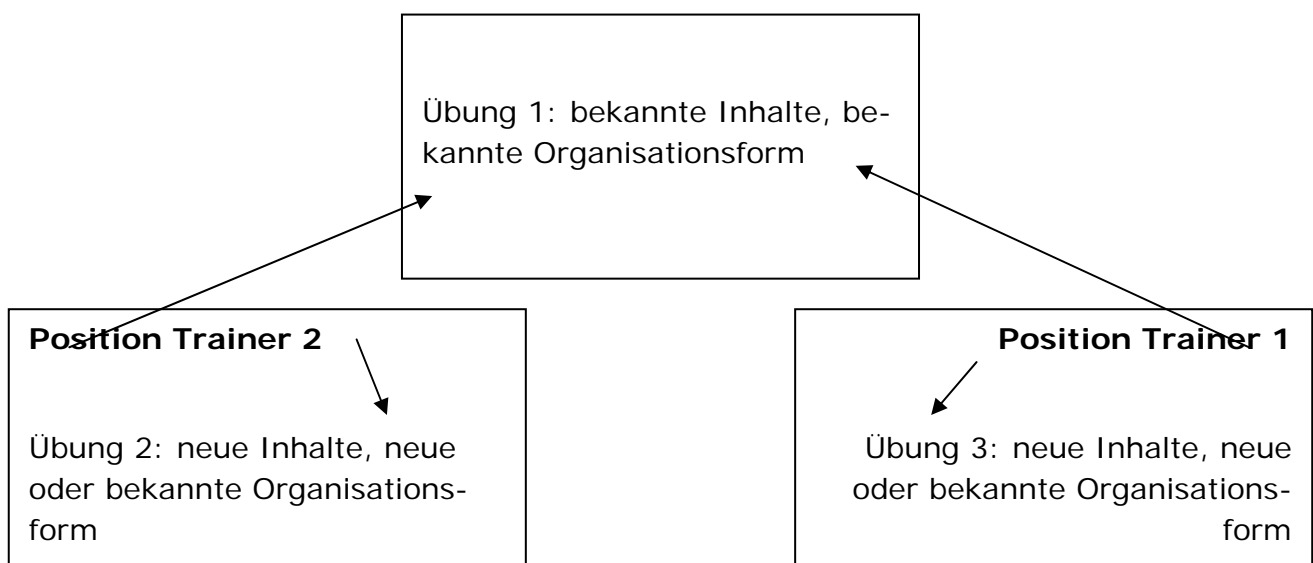 Übung 1: bekannte Inhalte, be-
kannte Organisationsform
Position Trainer 2
Übung 2: neue Inhalte, neue
oder bekannte Organisations-
form
Position Trainer 1
Übung 3: neue Inhalte, neue
oder bekannte Organisations-
form